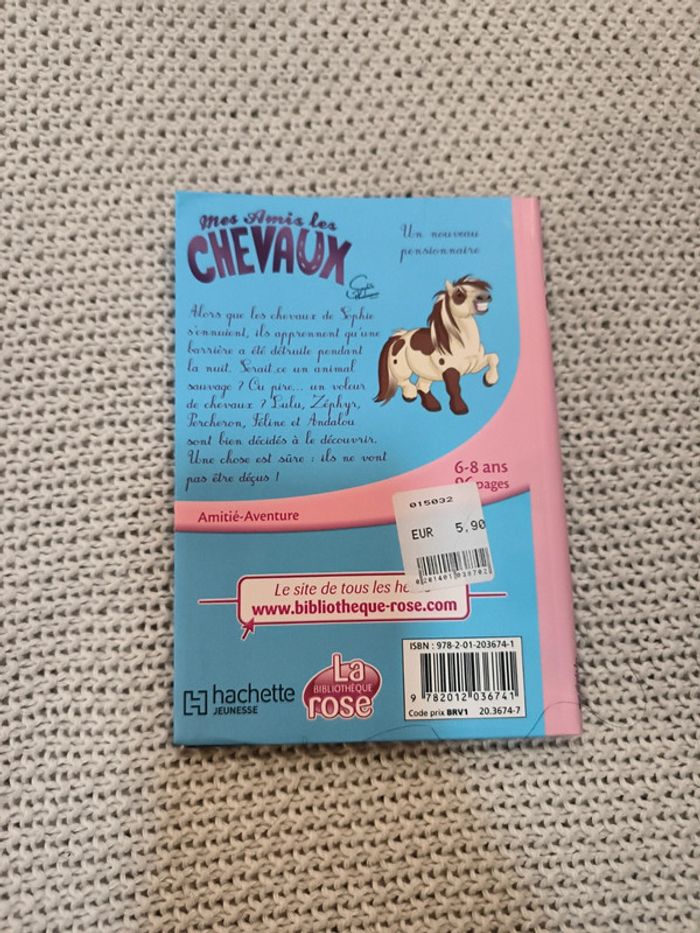 Mes Amis les
CHEVAUX
Un nouveau
pensionnaire
Alors que les chevaux de Sophie
s'ennuient, ils apprennent qu'une
barrière a été détruite pendant
la nuit. Serait-ce un animal
sauvage ? Ou pire... un voleur
de chevaux ? Lulu, Zéphyr,
Percheron, Féline et Andalou
sont bien décidés à le découvrir.
Une chose est sûre : ils ne vont
pas être déçus !
6-8 ans
pages
Amitié-Aventure
015032
EUR 5,90
0201401038702
Le site de tous les
www.bibliotheque-rose.com
hachette
JEUNESSE
La
BIBLIOTHÈQUE
rose
ISBN : 978-2-01-203674-1
9 782012 036741
Code prix BRV1 20.3674-7